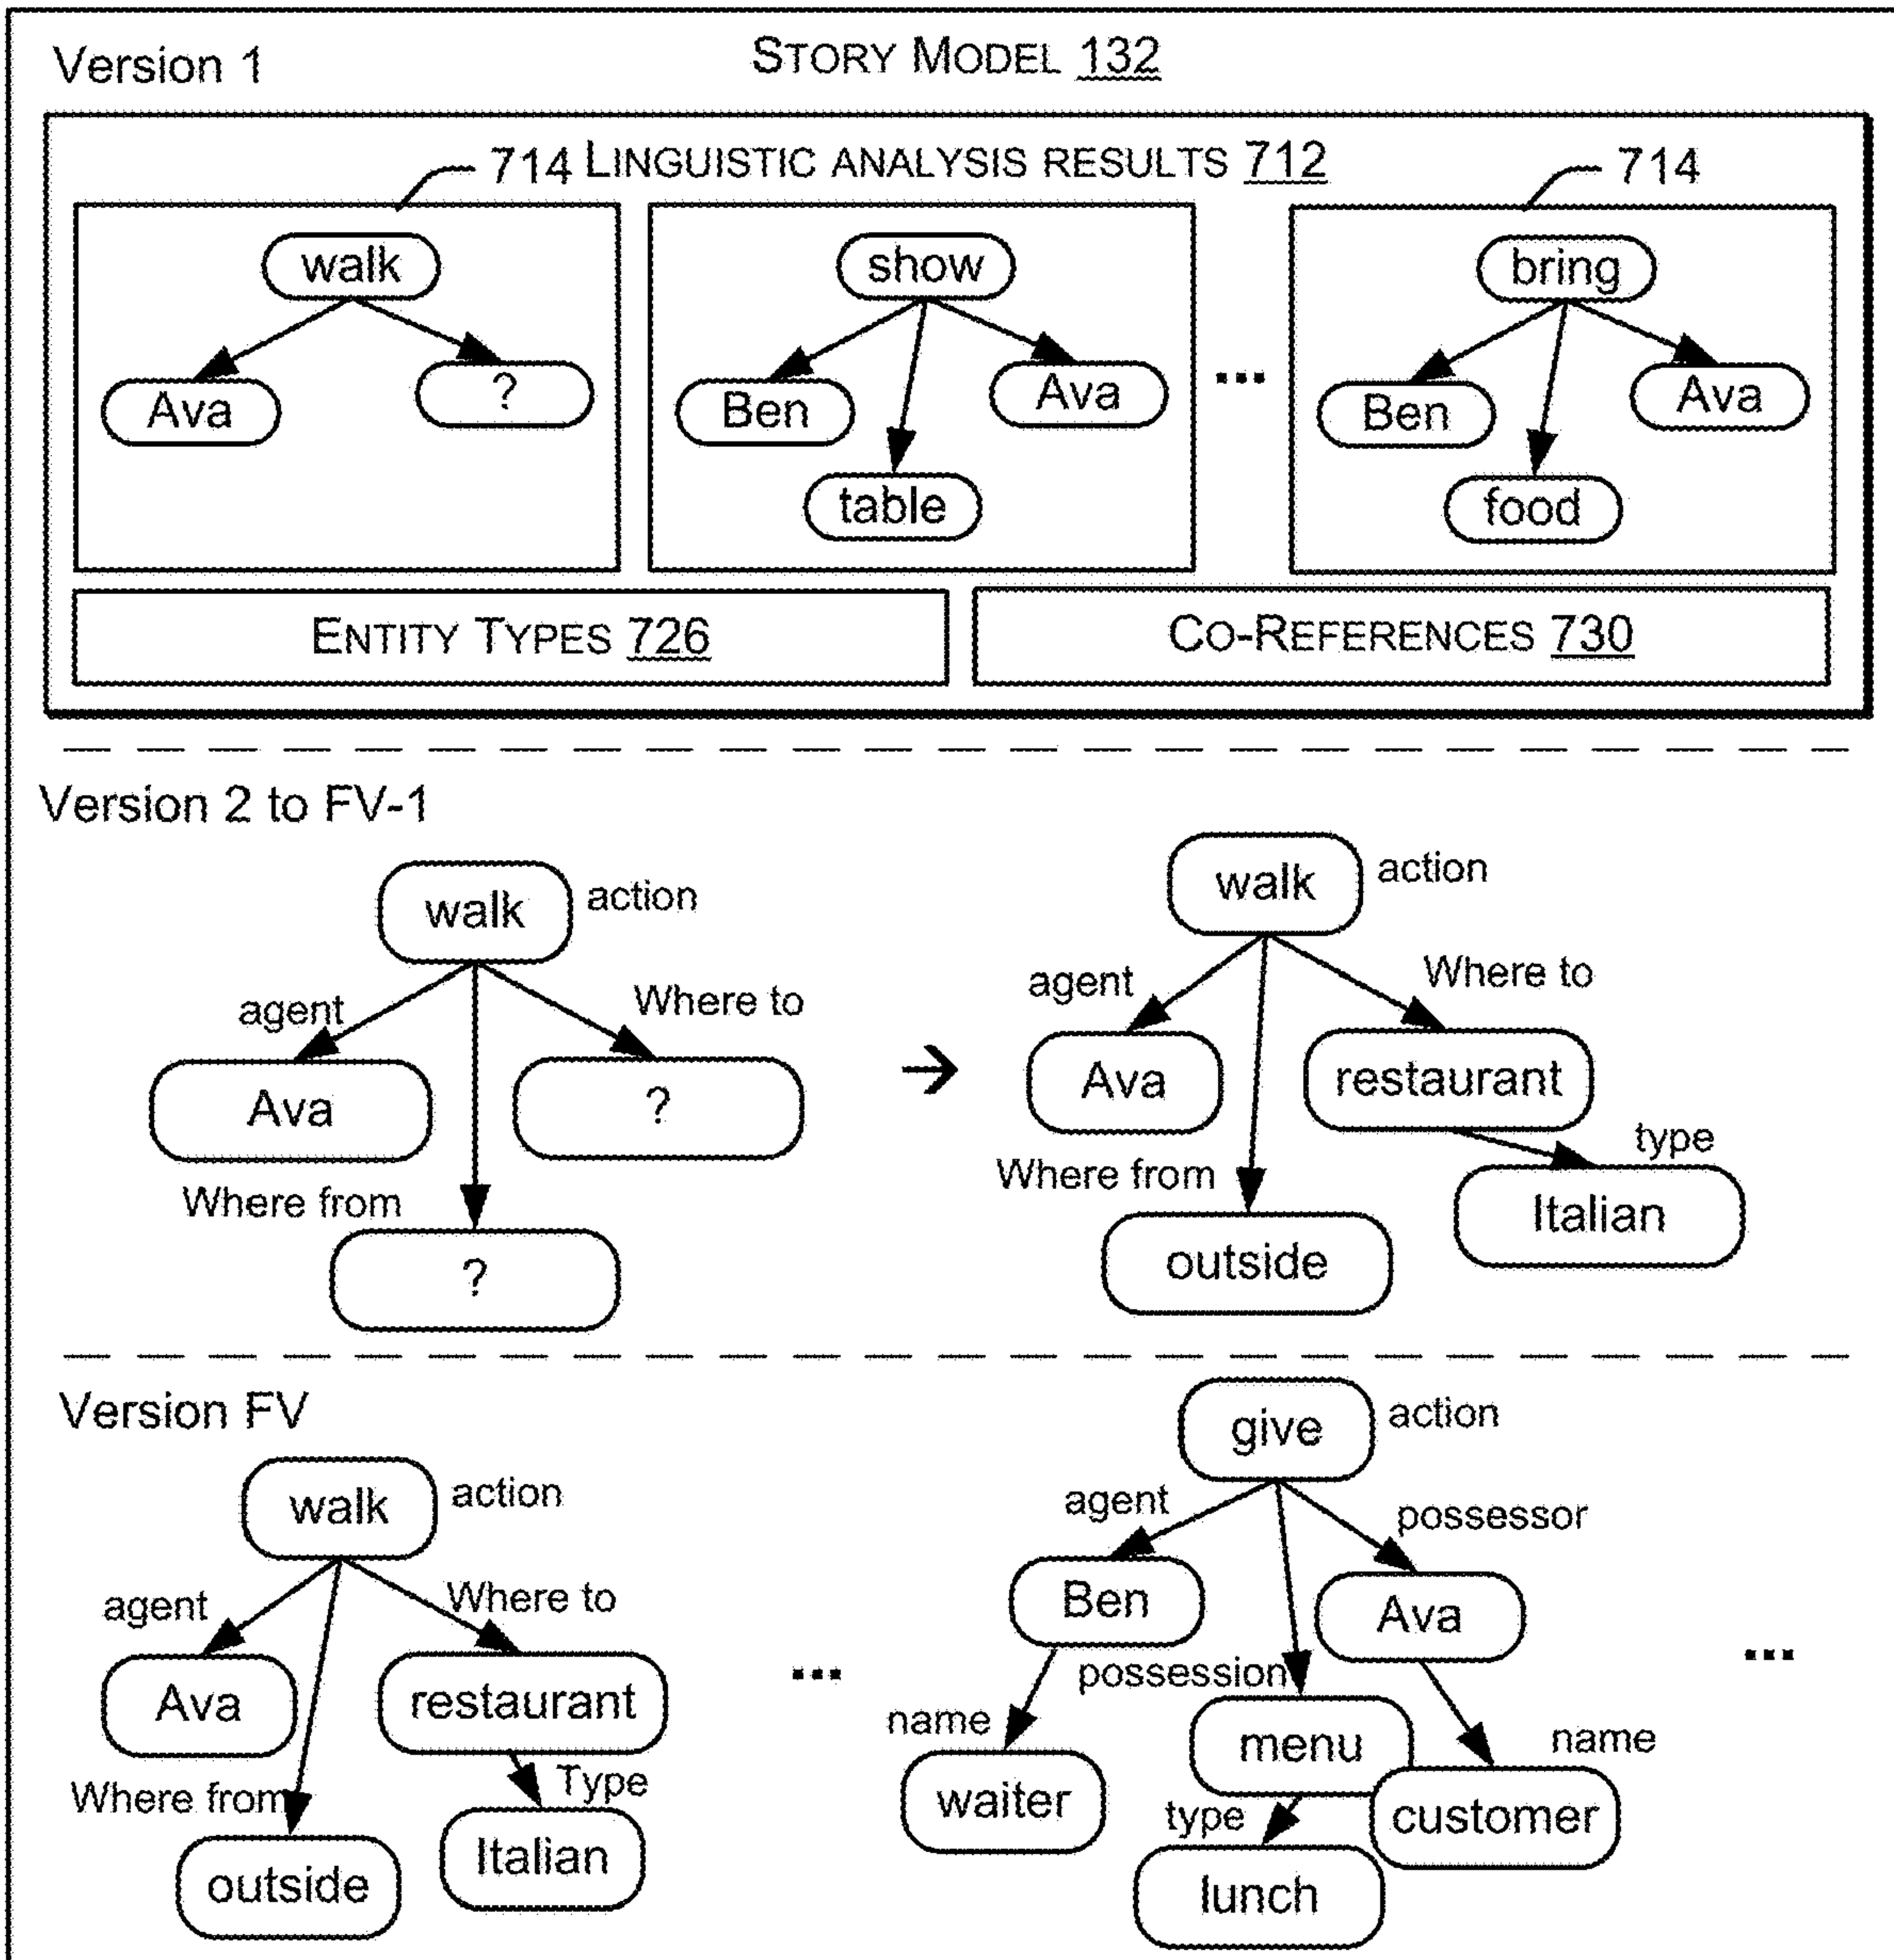 Version 1
STORY MODEL 132
714 LINGUISTIC ANALYSIS RESULTS 712
714
walk
Ava
?
show
Ben
Ava
table
...
bring
Ben
Ava
food
ENTITY TYPES 726
CO-REFERENCES 730
Version 2 to FV-1
walk action
agent
Where to
Ava
?
Where from
?
→
walk action
agent
Where to
Ava
restaurant
type
Where from
Italian
outside
Version FV
walk action
agent
Where to
Ava
restaurant
Where from
Type
outside
Italian
...
give action
agent
possessor
Ben
Ava
possession
name
menu
name
waiter
customer
type
lunch
...